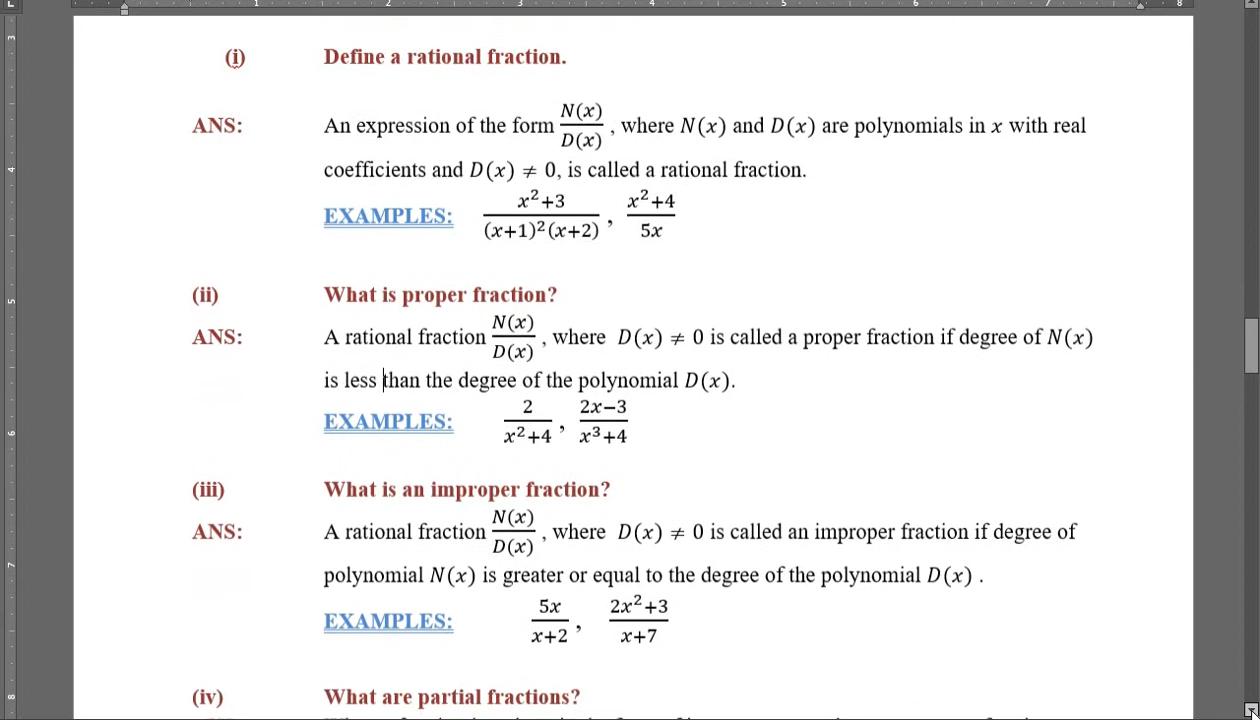 (i) Define a rational fraction.
ANS: An expression of the form N(x)/D(x) , where N(x) and D(x) are polynomials in x with real
coefficients and D(x) ≠ 0, is called a rational fraction.
EXAMPLES: x²+3/(x+1)²(x+2) , x²+4/5x
(ii) What is proper fraction?
ANS: A rational fraction N(x)/D(x) , where D(x) ≠ 0 is called a proper fraction if degree of N(x)
is less than the degree of the polynomial D(x).
EXAMPLES: 2/x²+4 , 2x−3/x³+4
(iii) What is an improper fraction?
ANS: A rational fraction N(x)/D(x) , where D(x) ≠ 0 is called an improper fraction if degree of
polynomial N(x) is greater or equal to the degree of the polynomial D(x) .
EXAMPLES: 5x/x+2 , 2x²+3/x+7
(iv) What are partial fractions?